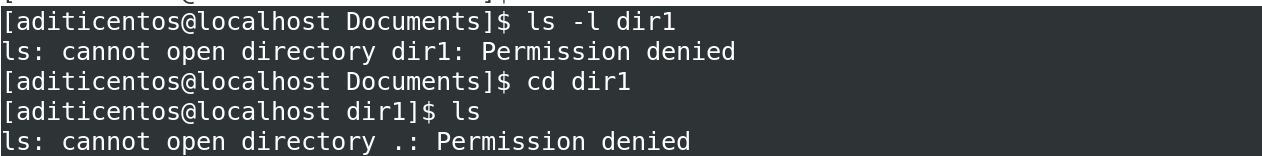 [aditicentos@localhost Documents]$ ls -l dir1
ls: cannot open directory dir1: Permission denied
[aditicentos@localhost Documents]$ cd dir1
[aditicentos@localhost dir1]$ ls
ls: cannot open directory .: Permission denied